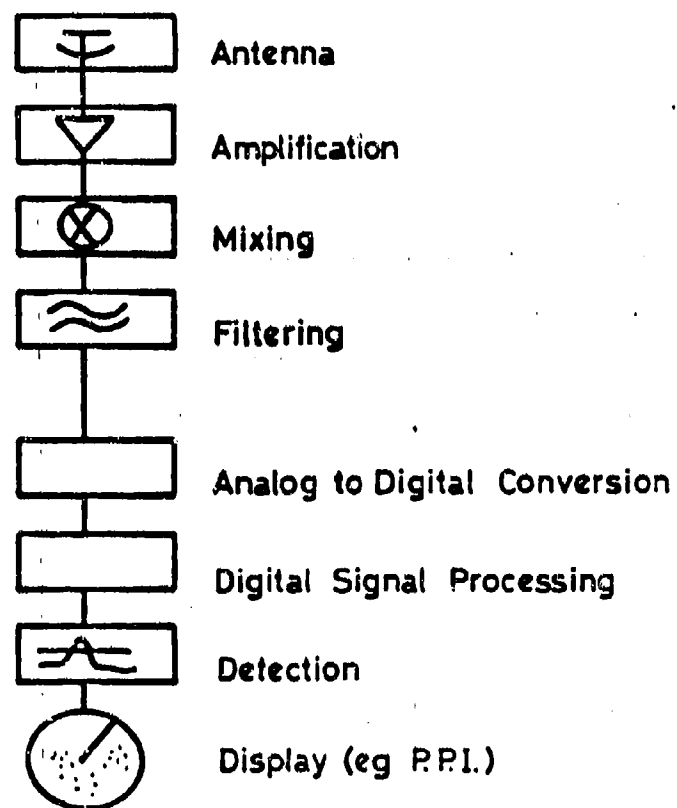 Antenna
Amplification
Mixing
Filtering
Analog to Digital Conversion
Digital Signal Processing
Detection
Display (eg P.P.I.)